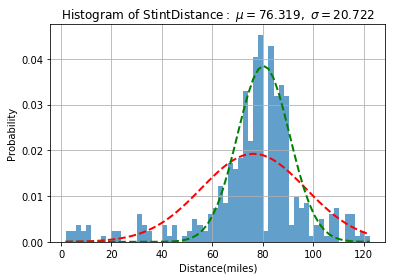 Histogram of StintDistance : μ = 76.319, σ = 20.722
0.04
0.03
0.02
0.01
0.00
Probability
0 20 40 60 80 100 120
Distance(miles)